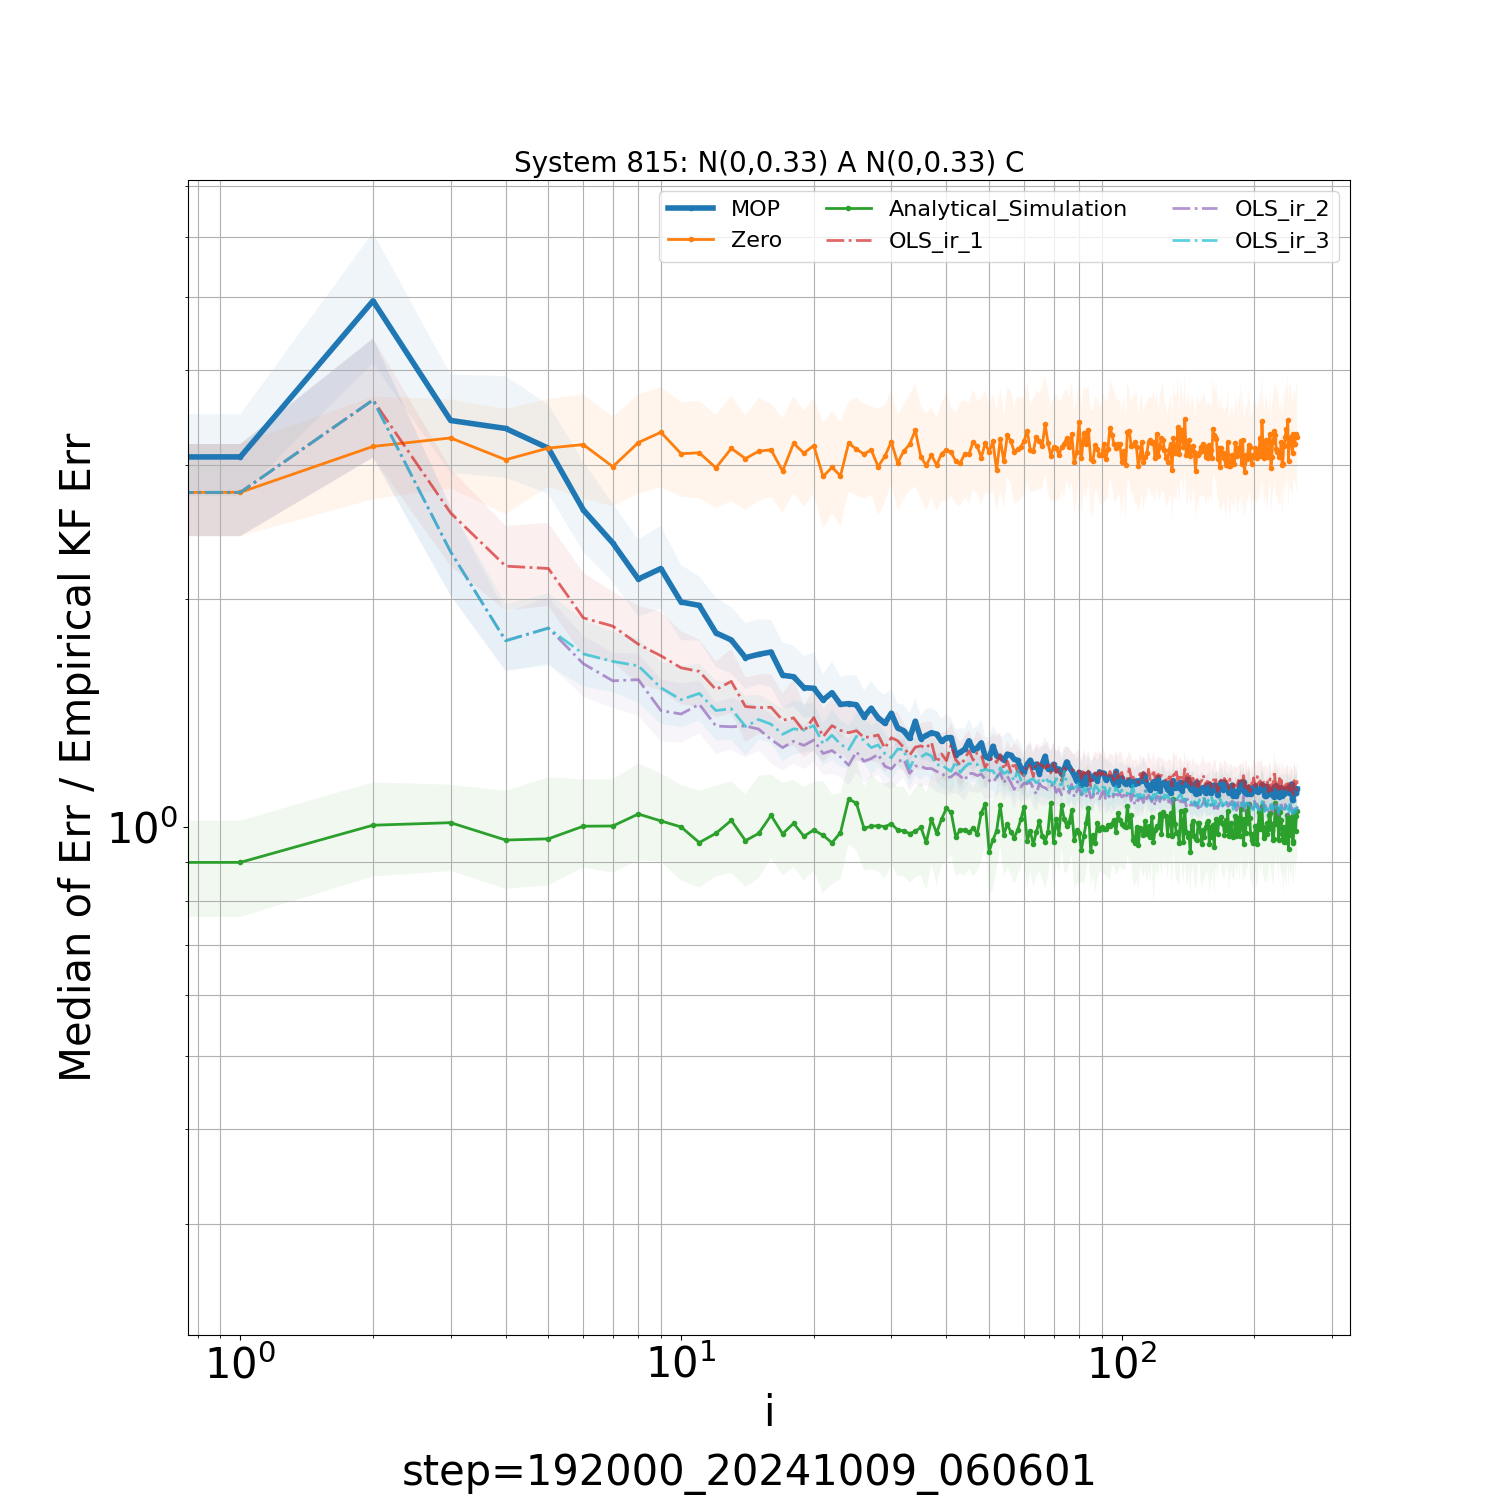 System 815: N(0,0.33) A N(0,0.33) C
MOP
Zero
Analytical_Simulation
OLS_ir_1
OLS_ir_2
OLS_ir_3
Median of Err / Empirical KF Err
10⁰
10⁰ 10¹ 10²
i
step=192000_20241009_060601